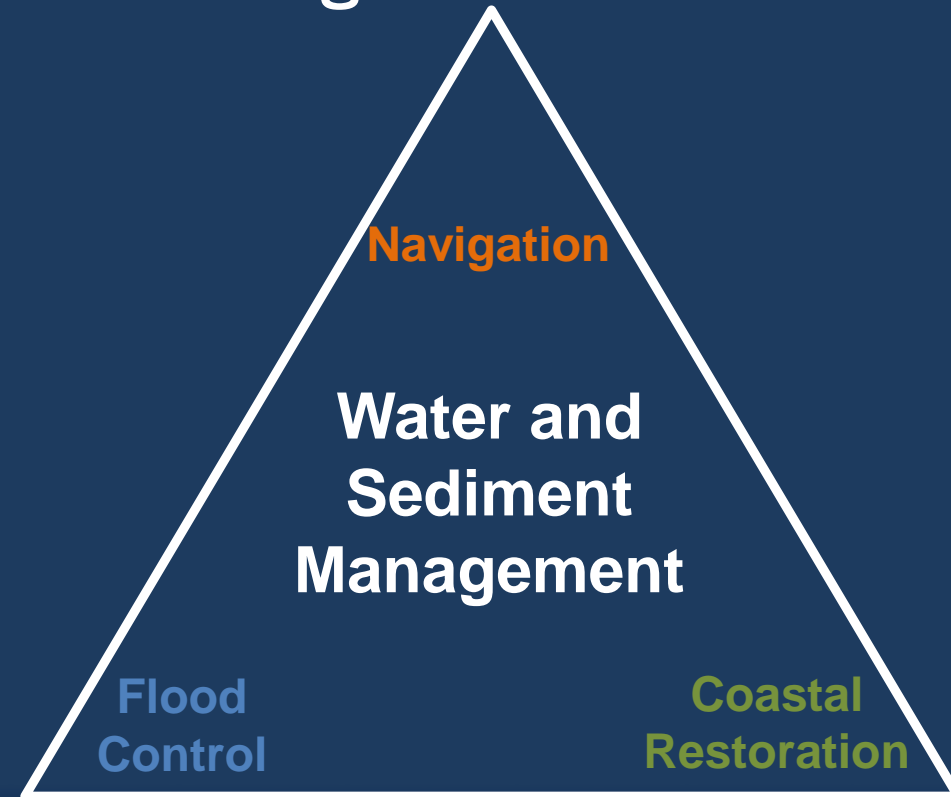 Navigation
Water and
Sediment
Management
Flood
Control
Coastal
Restoration